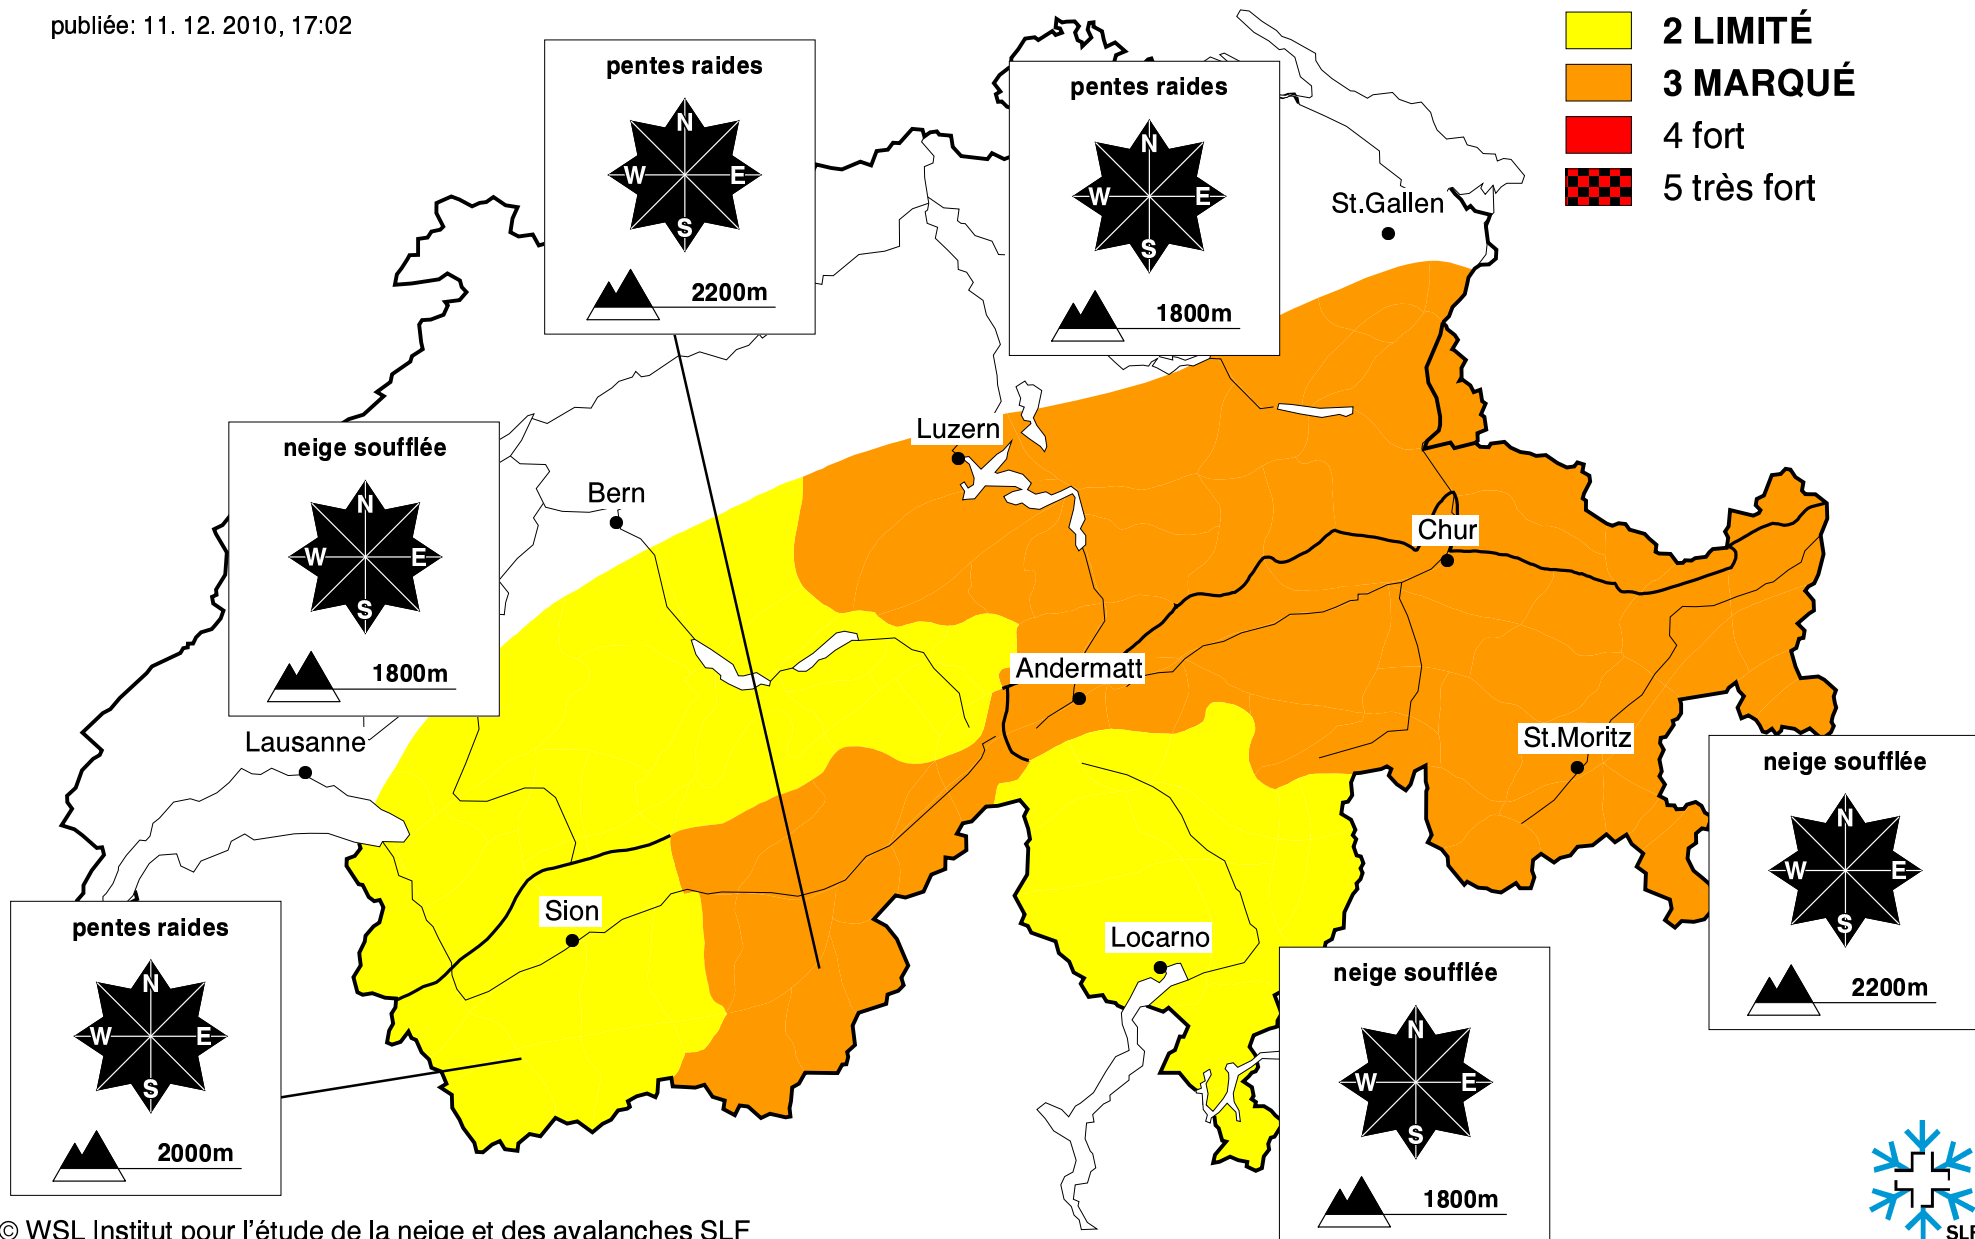 publiée: 11. 12. 2010, 17:02
2 LIMITÉ
3 MARQUÉ
4 fort
5 très fort
pentes raides
N
W E
S
2200m
pentes raides
N
W E
S
1800m
St.Gallen
neige soufflée
N
W E
S
1800m
Luzern
Bern
Chur
Andermatt
Lausanne
St.Moritz
Sion
Locarno
neige soufflée
N
W E
S
2200m
pentes raides
N
W E
S
2000m
neige soufflée
N
W E
S
1800m
© WSL Institut pour l'étude de la neige et des avalanches SLF
SLF